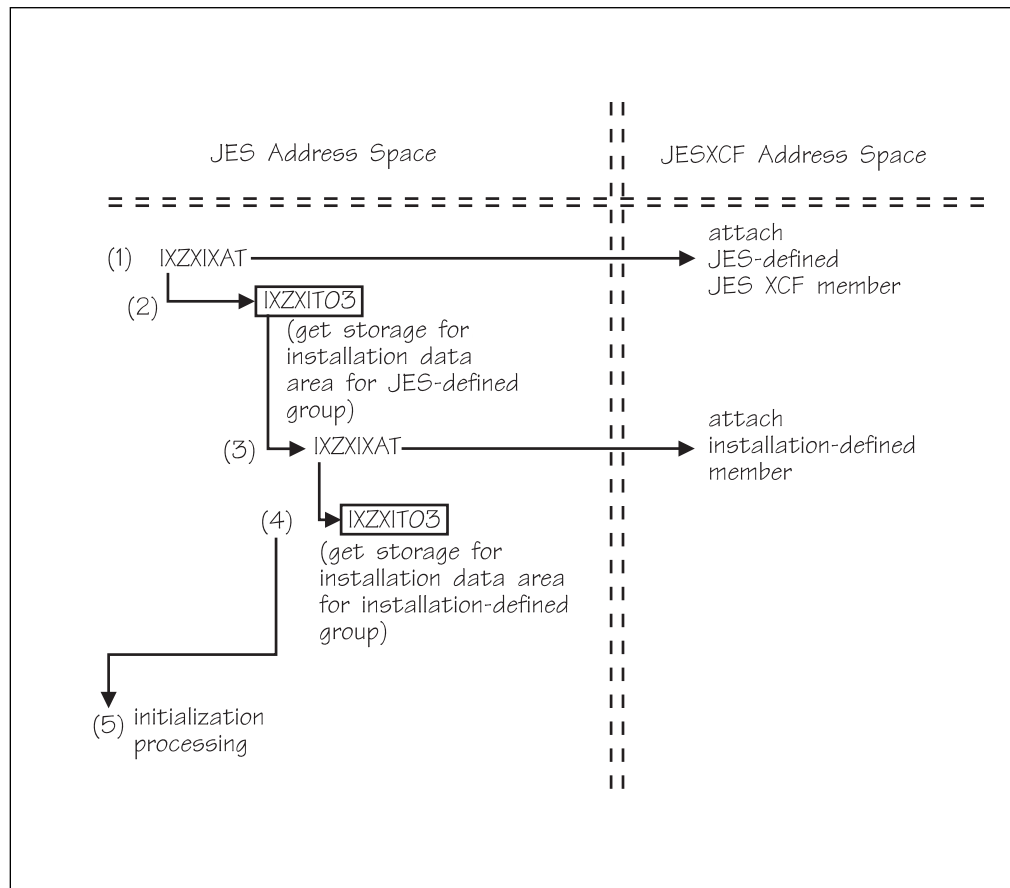 JES Address Space
JESXCF Address Space
(1) IXZXIXAT
attach
JES-defined
JES XCF member
(2) IXZXIT03
(get storage for
installation data
area for JES-defined
group)
(3) IXZXIXAT
attach
installation-defined
member
(4) IXZXIT03
(get storage for
installation data area
for installation-defined
group)
(5) initialization
processing